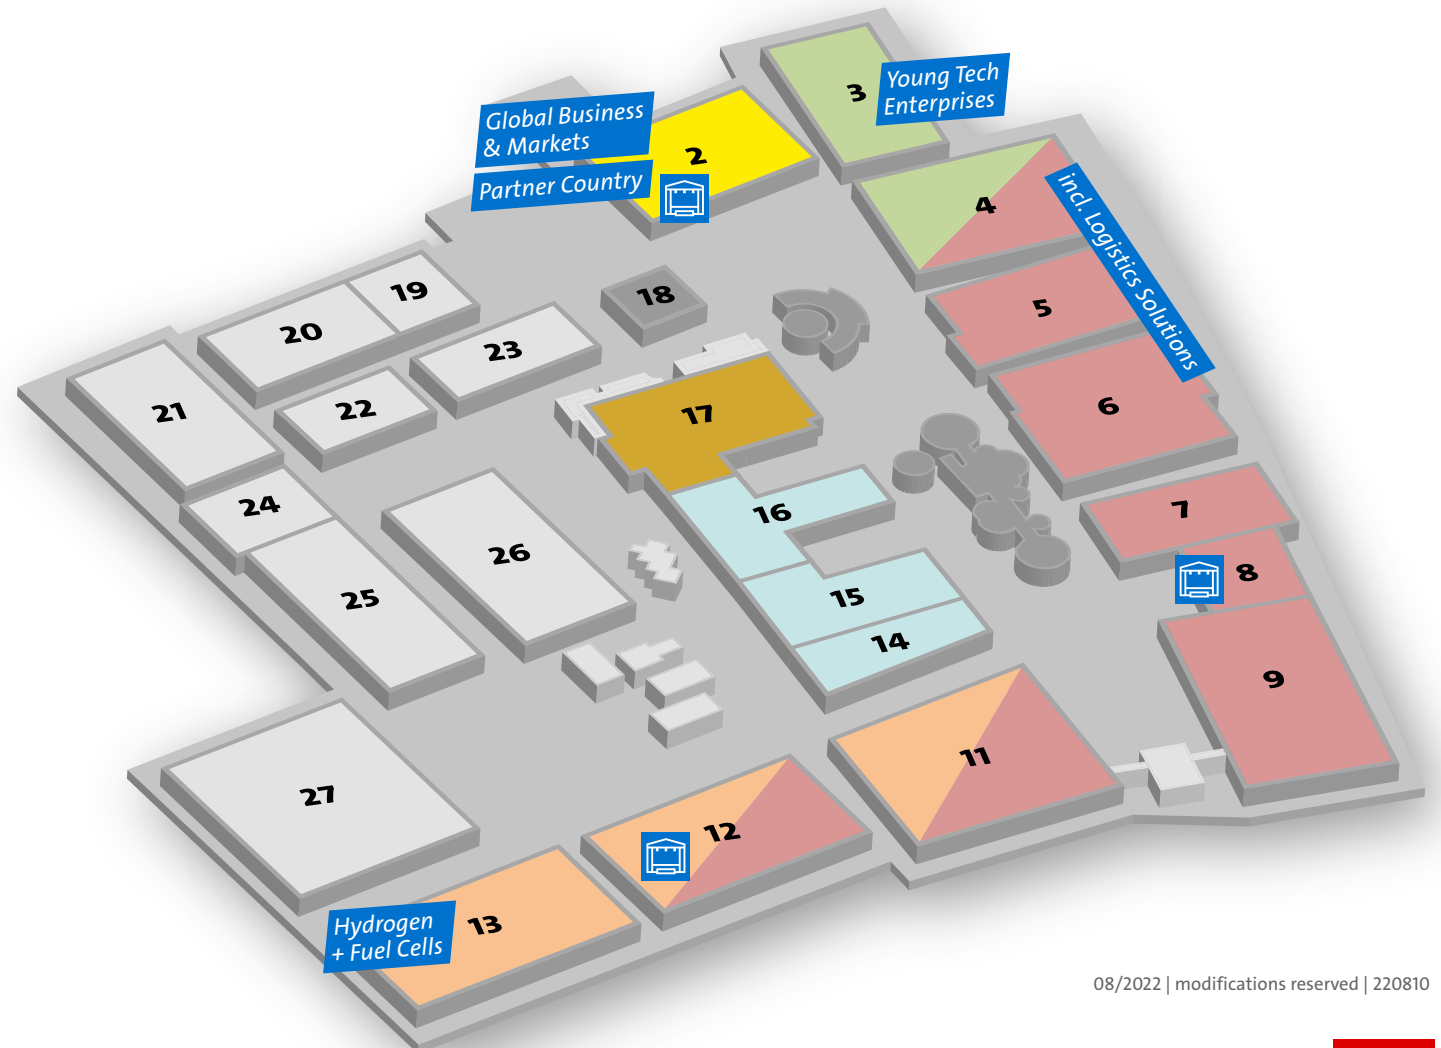 3
Young Tech
Enterprises
Global Business
& Markets
2
Partner Country
4
incl. Logistics Solutions
19
18
5
20
23
21
22
17
6
24
16
7
26
8
25
15
14
9
11
27
12
Hydrogen
+ Fuel Cells
13
08/2022 | modifications reserved | 220810